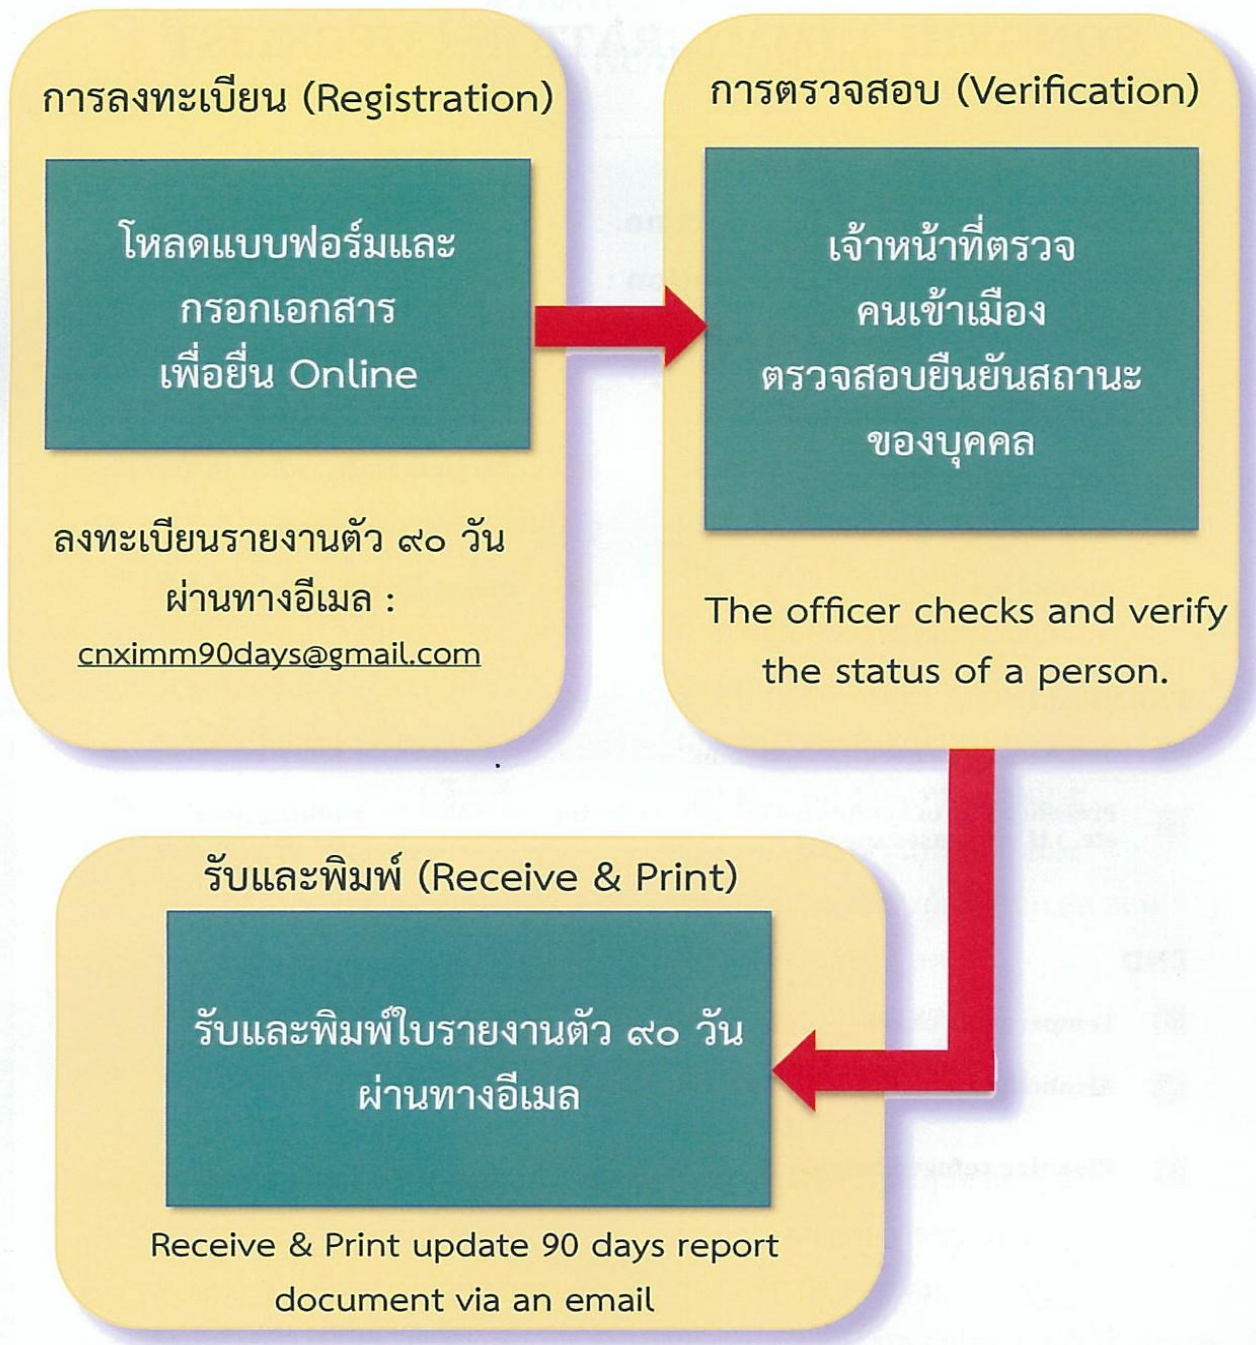 การลงทะเบียน (Registration)
โหลดแบบฟอร์มและ
กรอกเอกสาร
เพื่อยื่น Online
ลงทะเบียนรายงานตัว ๙๐ วัน
ผ่านทางอีเมล :
cnximm90days@gmail.com
การตรวจสอบ (Verification)
เจ้าหน้าที่ตรวจ
คนเข้าเมือง
ตรวจสอบยืนยันสถานะ
ของบุคคล
The officer checks and verify
the status of a person.
รับและพิมพ์ (Receive & Print)
รับและพิมพ์ใบรายงานตัว ๙๐ วัน
ผ่านทางอีเมล
Receive & Print update 90 days report
document via an email